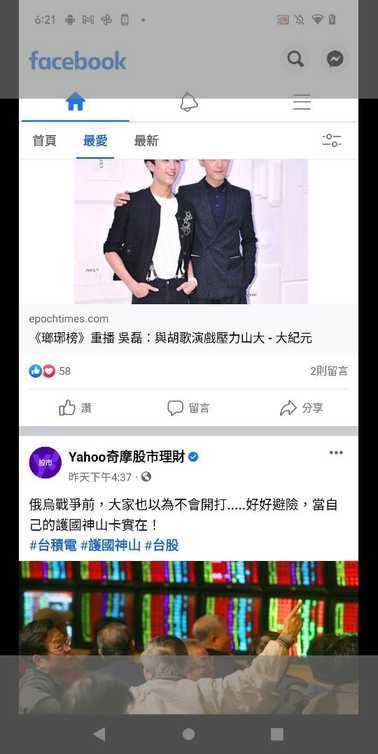 6:21
facebook
首頁 最愛 最新
epochtimes.com
《瑯琊榜》重播 吳磊：與胡歌演戲壓力山大 - 大紀元
58 2則留言
讚 留言 分享
股市
Yahoo奇摩股市理財
昨天下午4:37 ·
俄烏戰爭前，大家也以為不會開打.....好好避險，當自
己的護國神山卡實在！
#台積電 #護國神山 #台股